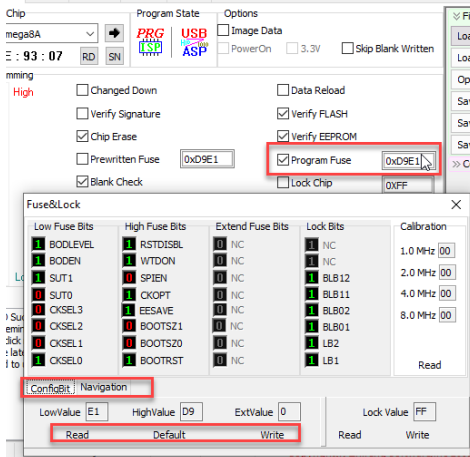 Chip
Program State
Options
mega8A
PRG
ISP
USB
ASP
Image Data
PowerOn
3.3V
Skip Blank Written
E : 93 : 07
RD
SN
mming
High
Changed Down
Data Reload
Verify Signature
Verify FLASH
Chip Erase
Verify EEPROM
Prewritten Fuse
0xD9E1
Program Fuse
0xD9E1
Blank Check
Lock Chip
0XFF
Fi
Loa
Loa
Op
Sav
Sav
Sav
C
Fuse&Lock
Low Fuse Bits
High Fuse Bits
Extend Fuse Bits
Lock Bits
Calibration
1 BODLEVEL
1 RSTDISBL
0 NC
1 NC
1.0 MHz 00
1 BODEN
1 WTDON
0 NC
1 NC
1 SUT1
0 SPIEN
0 NC
1 BLB12
2.0 MHz 00
0 SUT0
1 CKOPT
0 NC
1 BLB11
4.0 MHz 00
0 CKSEL3
1 EESAVE
0 NC
1 BLB02
8.0 MHz 00
0 CKSEL2
0 BOOTSZ1
0 NC
1 BLB01
0 CKSEL1
0 BOOTSZ0
0 NC
1 LB2
1 CKSEL0
1 BOOTRST
0 NC
1 LB1
Read
ConfigBit
Navigation
LowValue E1
HighValue D9
ExtValue 0
Lock Value FF
Read
Default
Write
Read
Write